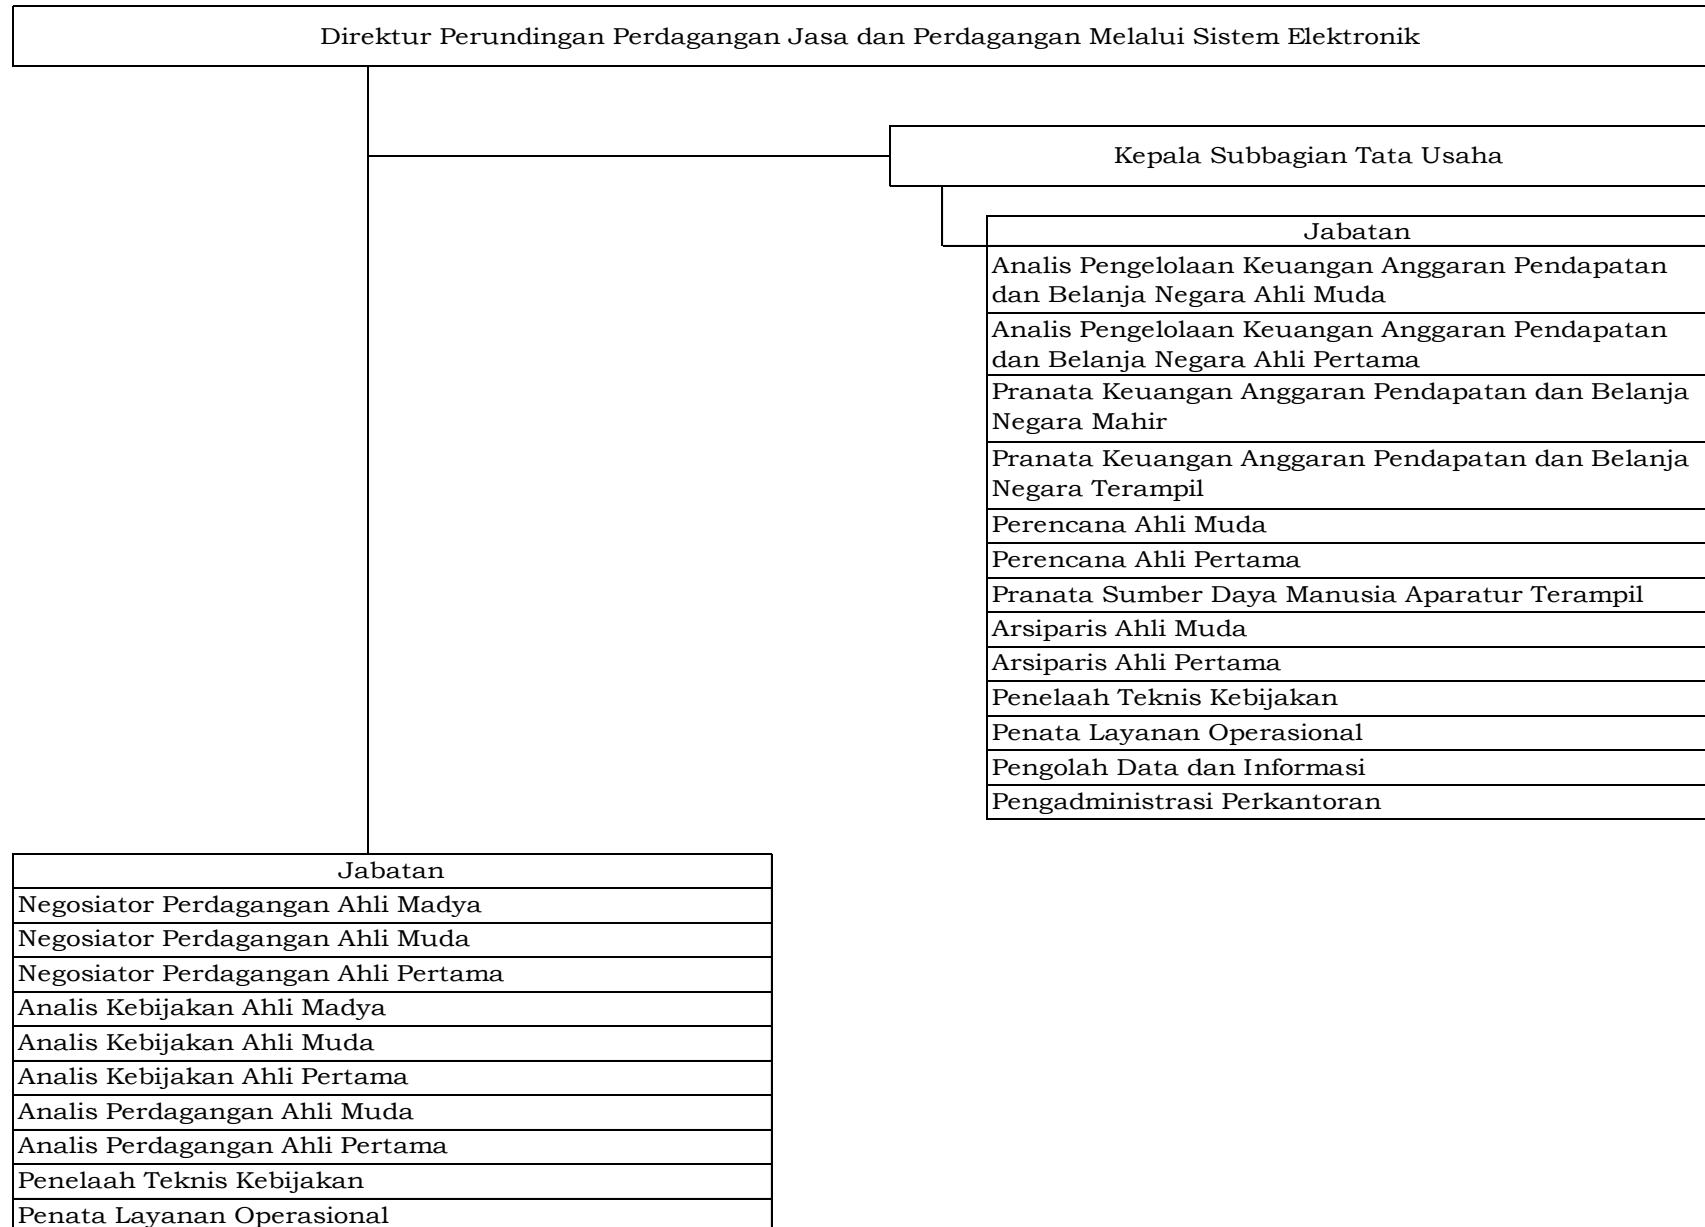 Direktur Perundingan Perdagangan Jasa dan Perdagangan Melalui Sistem Elektronik
Kepala Subbagian Tata Usaha
Jabatan
Analis Pengelolaan Keuangan Anggaran Pendapatan
dan Belanja Negara Ahli Muda
Analis Pengelolaan Keuangan Anggaran Pendapatan
dan Belanja Negara Ahli Pertama
Pranata Keuangan Anggaran Pendapatan dan Belanja
Negara Mahir
Pranata Keuangan Anggaran Pendapatan dan Belanja
Negara Terampil
Perencana Ahli Muda
Perencana Ahli Pertama
Pranata Sumber Daya Manusia Aparatur Terampil
Arsiparis Ahli Muda
Arsiparis Ahli Pertama
Penelaah Teknis Kebijakan
Penata Layanan Operasional
Pengolah Data dan Informasi
Pengadministrasi Perkantoran
Jabatan
Negosiator Perdagangan Ahli Madya
Negosiator Perdagangan Ahli Muda
Negosiator Perdagangan Ahli Pertama
Analis Kebijakan Ahli Madya
Analis Kebijakan Ahli Muda
Analis Kebijakan Ahli Pertama
Analis Perdagangan Ahli Muda
Analis Perdagangan Ahli Pertama
Penelaah Teknis Kebijakan
Penata Layanan Operasional